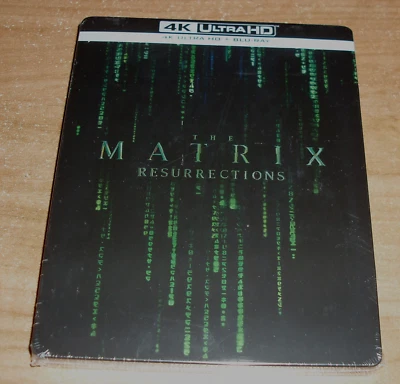 4K ULTRA HD
4K ULTRA HD + BLU-RAY
THE
MATRIX
RESURRECTIONS